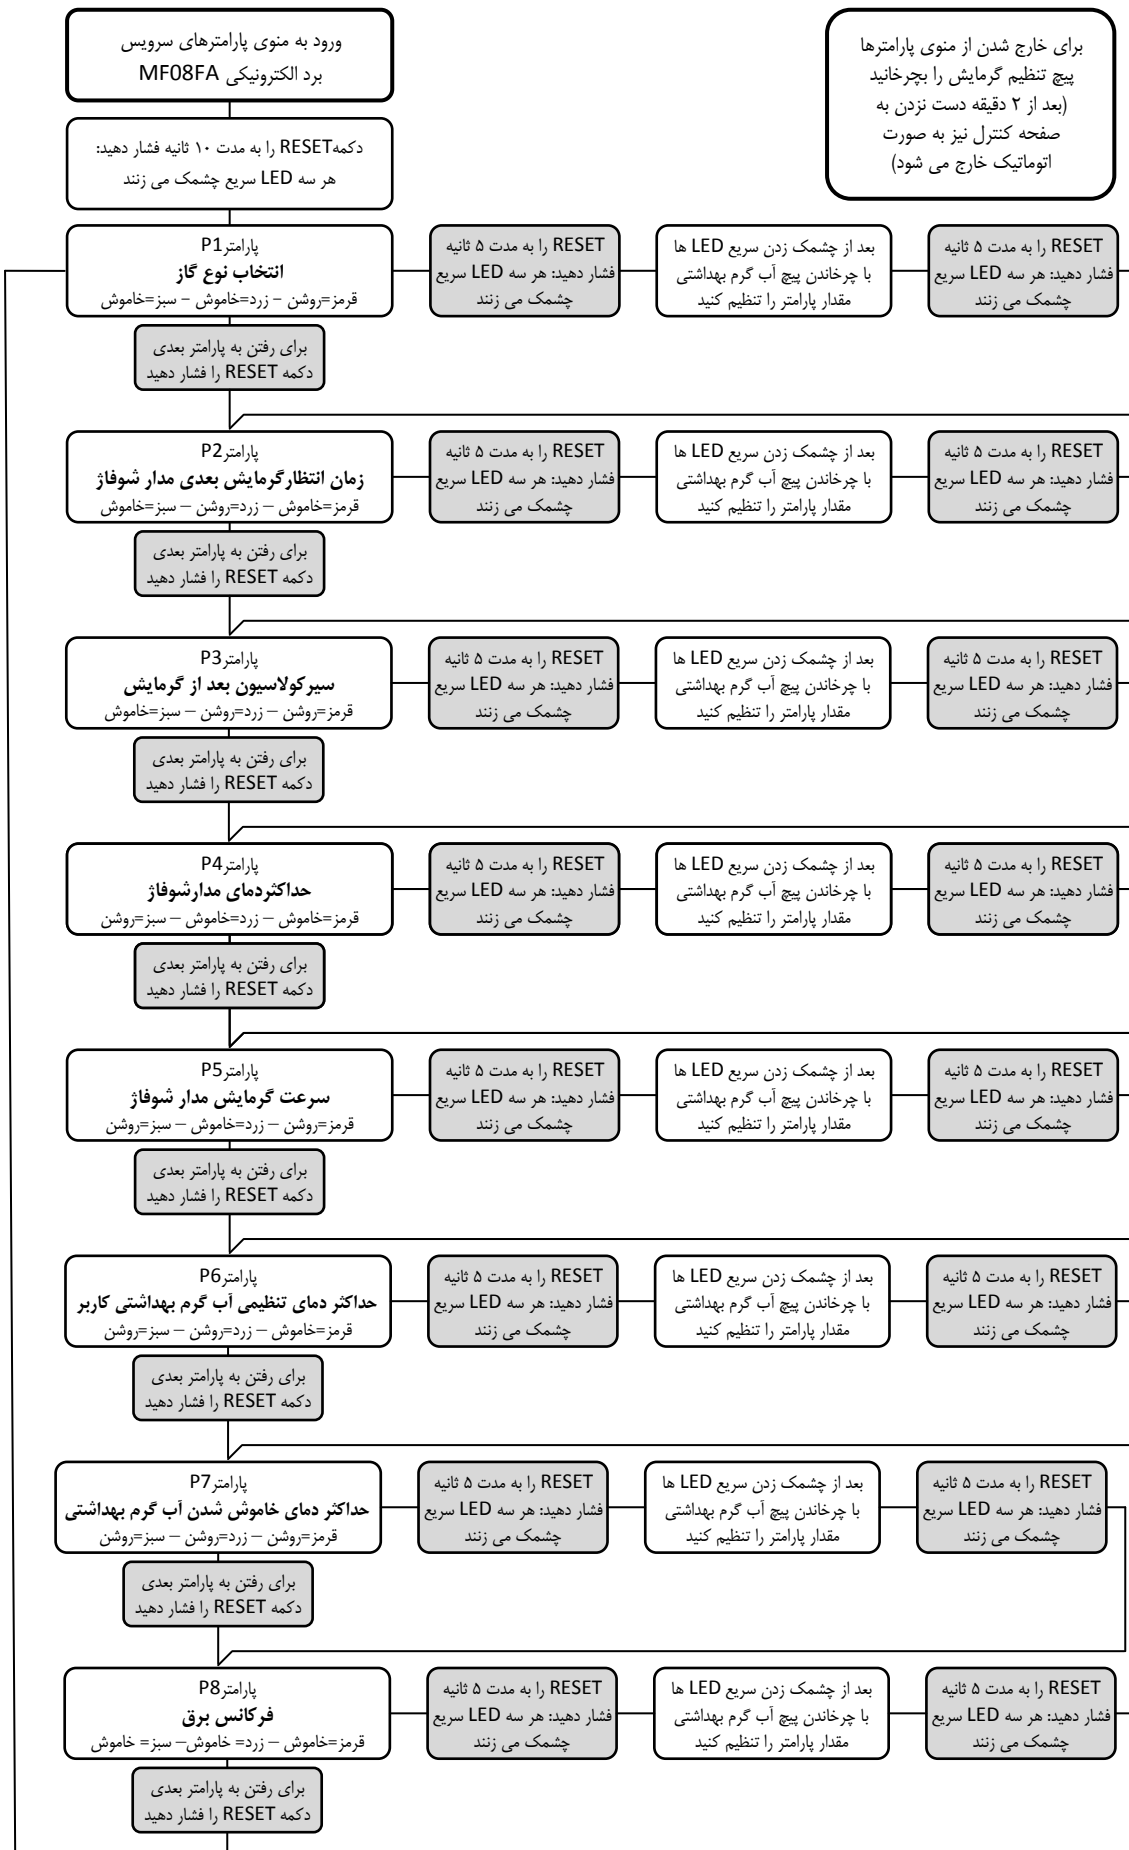 ورود به منوی پارامترهای سرویس
برد الکترونیکی MF08FA
برای خارج شدن از منوی پارامترها
پیچ تنظیم گرمایش را بچرخانید
(بعد از ۲ دقیقه دست نزدن به
صفحه کنترل نیز به صورت
اتوماتیک خارج می شود)
دکمهRESET را به مدت ۱۰ ثانیه فشار دهید:
هر سه LED سریع چشمک می زنند
پارامترP1
انتخاب نوع گاز
قرمز=روشن – زرد=خاموش – سبز=خاموش
RESET را به مدت ۵ ثانیه
فشار دهید: هر سه LED سریع
چشمک می زنند
بعد از چشمک زدن سریع LED ها
با چرخاندن پیچ آب گرم بهداشتی
مقدار پارامتر را تنظیم کنید
RESET را به مدت ۵ ثانیه
فشار دهید: هر سه LED سریع
چشمک می زنند
برای رفتن به پارامتر بعدی
دکمه RESET را فشار دهید
پارامترP2
زمان انتظارگرمایش بعدی مدار شوفاژ
قرمز=خاموش – زرد=روشن – سبز=خاموش
RESET را به مدت ۵ ثانیه
فشار دهید: هر سه LED سریع
چشمک می زنند
بعد از چشمک زدن سریع LED ها
با چرخاندن پیچ آب گرم بهداشتی
مقدار پارامتر را تنظیم کنید
RESET را به مدت ۵ ثانیه
فشار دهید: هر سه LED سریع
چشمک می زنند
برای رفتن به پارامتر بعدی
دکمه RESET را فشار دهید
پارامترP3
سیرکولاسیون بعد از گرمایش
قرمز=روشن – زرد=روشن – سبز=خاموش
RESET را به مدت ۵ ثانیه
فشار دهید: هر سه LED سریع
چشمک می زنند
بعد از چشمک زدن سریع LED ها
با چرخاندن پیچ آب گرم بهداشتی
مقدار پارامتر را تنظیم کنید
RESET را به مدت ۵ ثانیه
فشار دهید: هر سه LED سریع
چشمک می زنند
برای رفتن به پارامتر بعدی
دکمه RESET را فشار دهید
پارامترP4
حداکثردمای مدارشوفاژ
قرمز=خاموش – زرد=خاموش – سبز=روشن
RESET را به مدت ۵ ثانیه
فشار دهید: هر سه LED سریع
چشمک می زنند
بعد از چشمک زدن سریع LED ها
با چرخاندن پیچ آب گرم بهداشتی
مقدار پارامتر را تنظیم کنید
RESET را به مدت ۵ ثانیه
فشار دهید: هر سه LED سریع
چشمک می زنند
برای رفتن به پارامتر بعدی
دکمه RESET را فشار دهید
پارامترP5
سرعت گرمایش مدار شوفاژ
قرمز=روشن – زرد=خاموش – سبز=روشن
RESET را به مدت ۵ ثانیه
فشار دهید: هر سه LED سریع
چشمک می زنند
بعد از چشمک زدن سریع LED ها
با چرخاندن پیچ آب گرم بهداشتی
مقدار پارامتر را تنظیم کنید
RESET را به مدت ۵ ثانیه
فشار دهید: هر سه LED سریع
چشمک می زنند
برای رفتن به پارامتر بعدی
دکمه RESET را فشار دهید
پارامترP6
حداکثر دمای تنظیمی آب گرم بهداشتی کاربر
قرمز=خاموش – زرد=روشن – سبز=روشن
RESET را به مدت ۵ ثانیه
فشار دهید: هر سه LED سریع
چشمک می زنند
بعد از چشمک زدن سریع LED ها
با چرخاندن پیچ آب گرم بهداشتی
مقدار پارامتر را تنظیم کنید
RESET را به مدت ۵ ثانیه
فشار دهید: هر سه LED سریع
چشمک می زنند
برای رفتن به پارامتر بعدی
دکمه RESET را فشار دهید
پارامترP7
حداکثر دمای خاموش شدن آب گرم بهداشتی
قرمز=روشن – زرد=روشن – سبز=روشن
RESET را به مدت ۵ ثانیه
فشار دهید: هر سه LED سریع
چشمک می زنند
بعد از چشمک زدن سریع LED ها
با چرخاندن پیچ آب گرم بهداشتی
مقدار پارامتر را تنظیم کنید
RESET را به مدت ۵ ثانیه
فشار دهید: هر سه LED سریع
چشمک می زنند
برای رفتن به پارامتر بعدی
دکمه RESET را فشار دهید
پارامترP8
فرکانس برق
قرمز=خاموش – زرد= خاموش– سبز= خاموش
RESET را به مدت ۵ ثانیه
فشار دهید: هر سه LED سریع
چشمک می زنند
بعد از چشمک زدن سریع LED ها
با چرخاندن پیچ آب گرم بهداشتی
مقدار پارامتر را تنظیم کنید
RESET را به مدت ۵ ثانیه
فشار دهید: هر سه LED سریع
چشمک می زنند
برای رفتن به پارامتر بعدی
دکمه RESET را فشار دهید